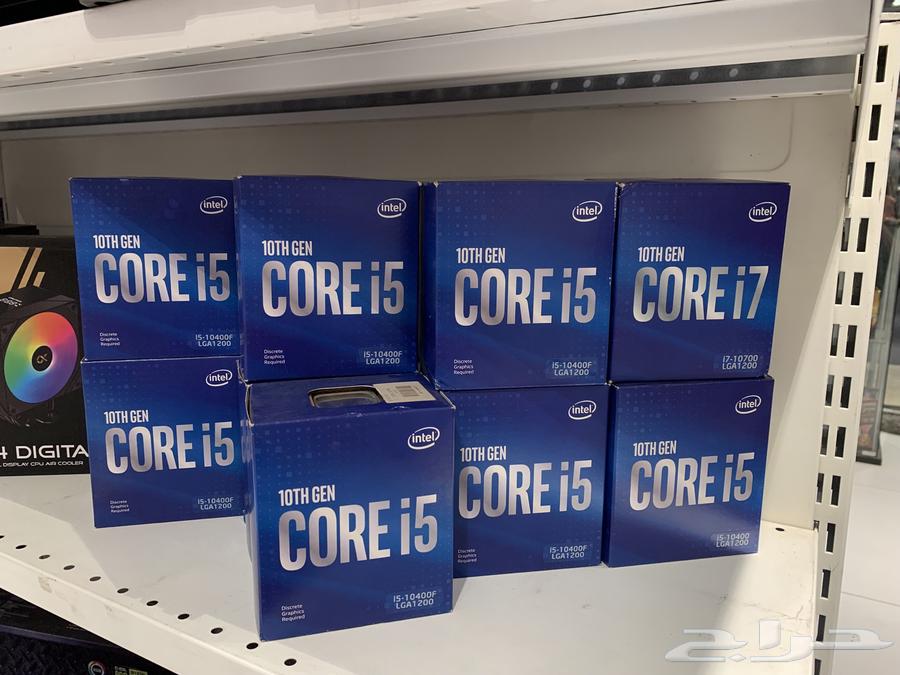 intel
10TH GEN
CORE i5
Discrete
Graphics
Required
i5-10400F
LGA1200
intel
10TH GEN
CORE i5
Discrete
Graphics
Required
i5-10400F
LGA1200
intel
10TH GEN
CORE i5
Discrete
Graphics
Required
i5-10400F
LGA1200
intel
10TH GEN
CORE i7
i7-10700
LGA1200
intel
10TH GEN
CORE i5
Discrete
Graphics
Required
i5-10400F
LGA1200
intel
10TH GEN
CORE i5
Discrete
Graphics
Required
i5-10400F
LGA1200
intel
10TH GEN
CORE i5
Discrete
Graphics
Required
i5-10400F
LGA1200
intel
10TH GEN
CORE i5
i5-10400
LGA1200
DIGITA
DISPLAY CPU AIR COOLER
حراج